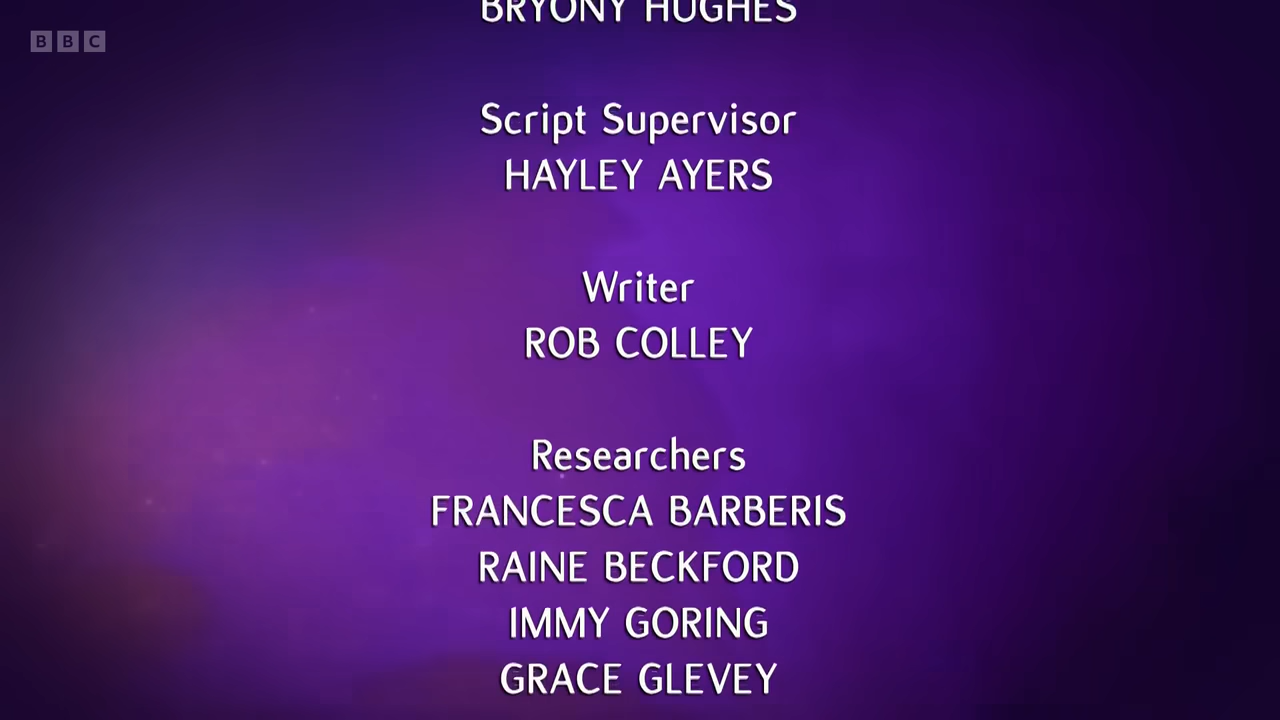 BRYONY HUGHES
BBC
Script Supervisor
HAYLEY AYERS
Writer
ROB COLLEY
Researchers
FRANCESCA BARBERIS
RAINE BECKFORD
IMMY GORING
GRACE GLEVEY